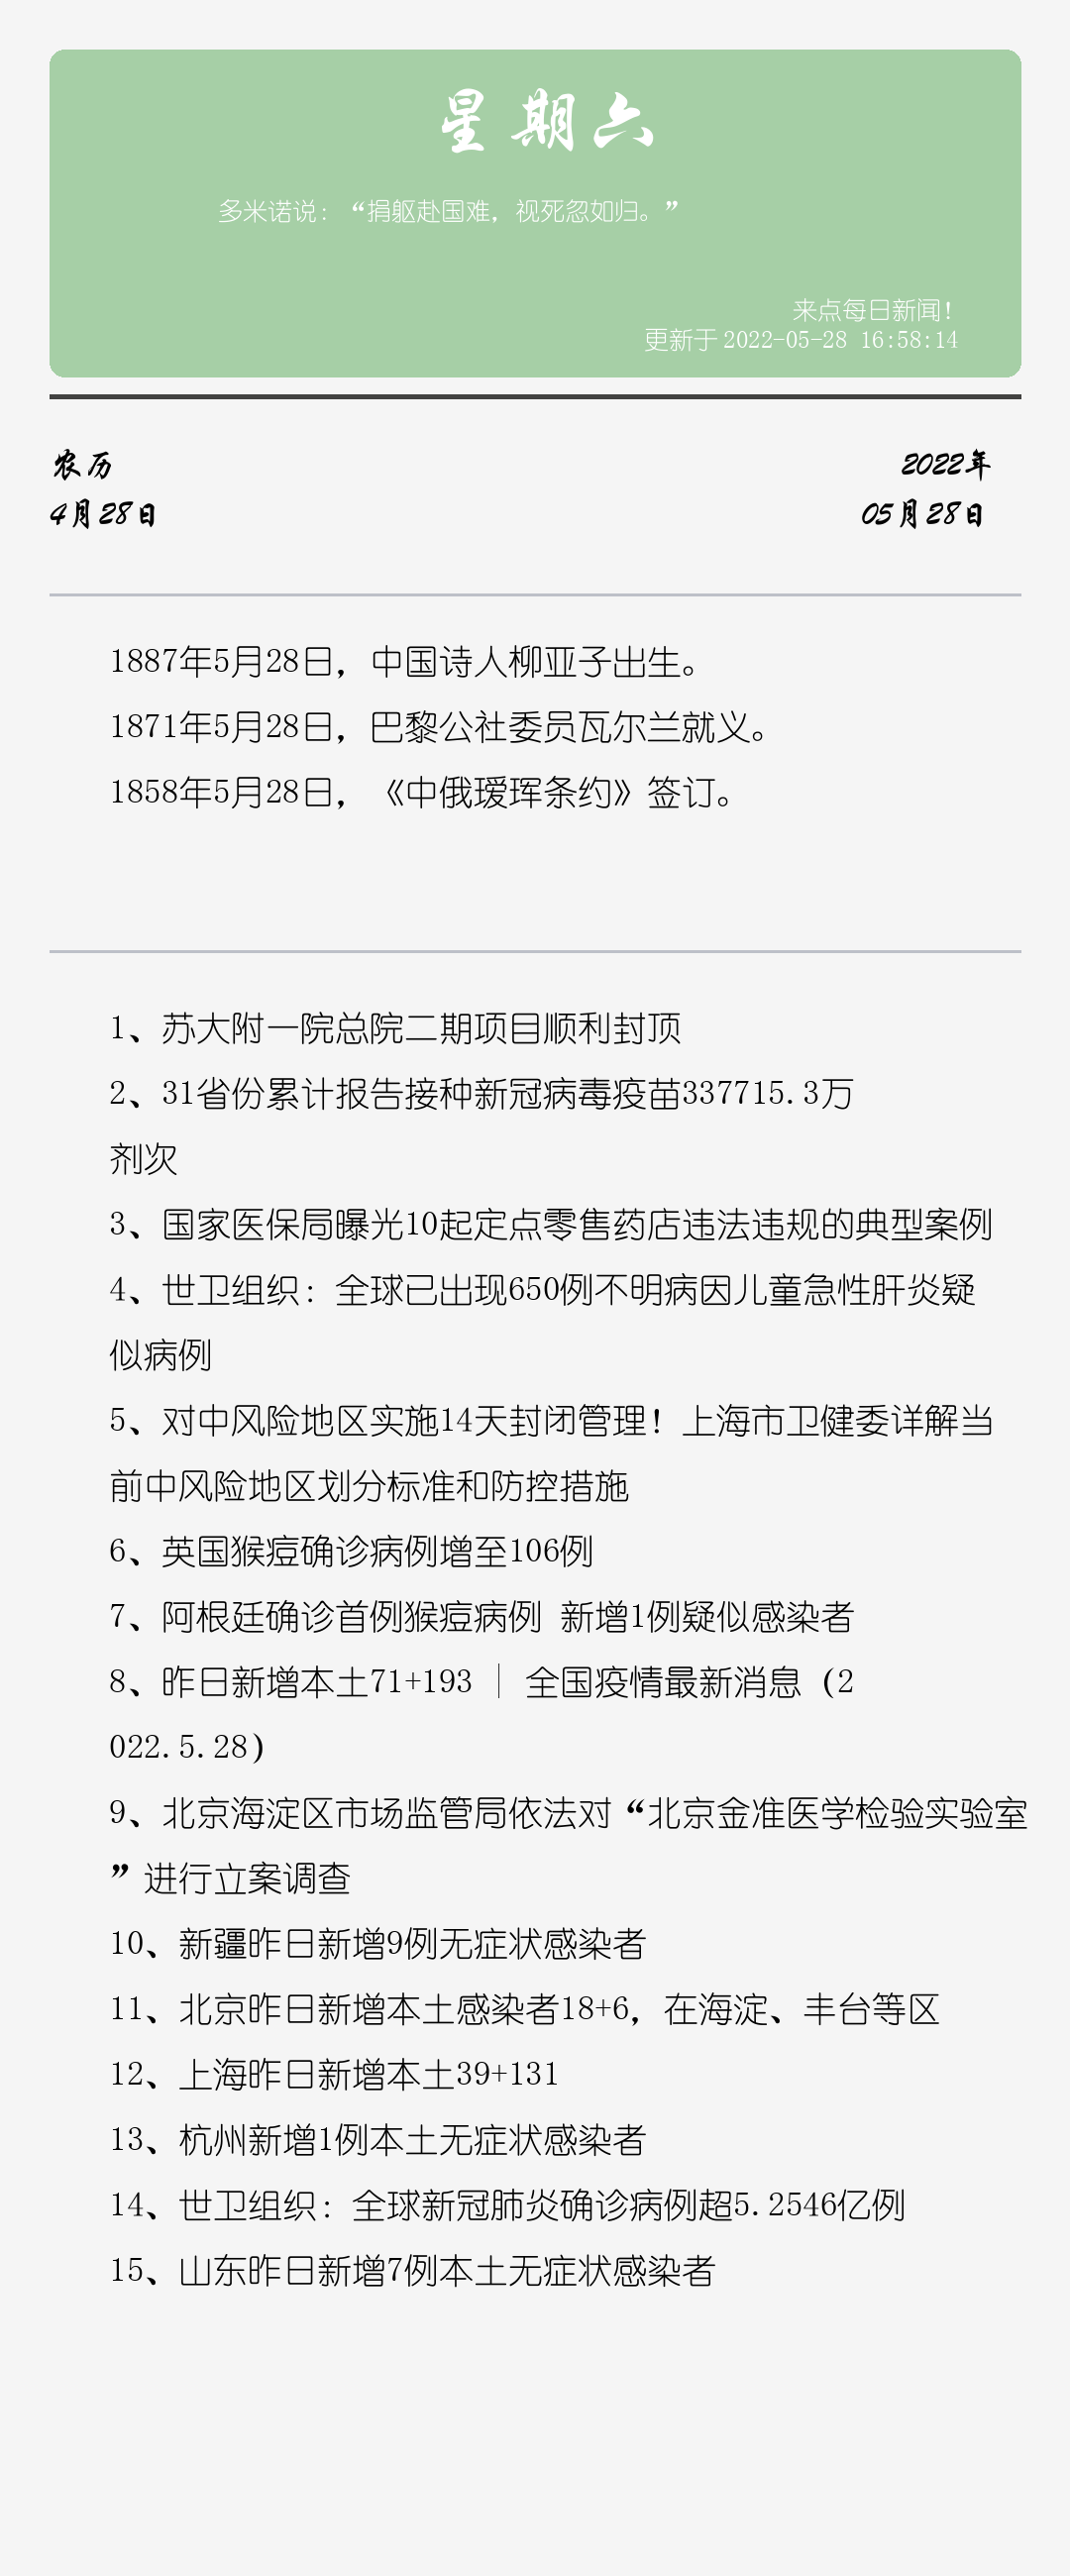 星期六
多米诺说：“捐躯赴国难，视死忽如归。”
来点每日新闻！
更新于 2022-05-28 16:58:14
农历
2022年
4月28日
05月28日
1887年5月28日，中国诗人柳亚子出生。
1871年5月28日，巴黎公社委员瓦尔兰就义。
1858年5月28日，《中俄瑷珲条约》签订。
1、苏大附一院总院二期项目顺利封顶
2、31省份累计报告接种新冠病毒疫苗337715.3万
剂次
3、国家医保局曝光10起定点零售药店违法违规的典型案例
4、世卫组织：全球已出现650例不明病因儿童急性肝炎疑
似病例
5、对中风险地区实施14天封闭管理！上海市卫健委详解当
前中风险地区划分标准和防控措施
6、英国猴痘确诊病例增至106例
7、阿根廷确诊首例猴痘病例 新增1例疑似感染者
8、昨日新增本土71+193 ｜ 全国疫情最新消息（2
022.5.28）
9、北京海淀区市场监管局依法对“北京金准医学检验实验室
”进行立案调查
10、新疆昨日新增9例无症状感染者
11、北京昨日新增本土感染者18+6，在海淀、丰台等区
12、上海昨日新增本土39+131
13、杭州新增1例本土无症状感染者
14、世卫组织：全球新冠肺炎确诊病例超5.2546亿例
15、山东昨日新增7例本土无症状感染者